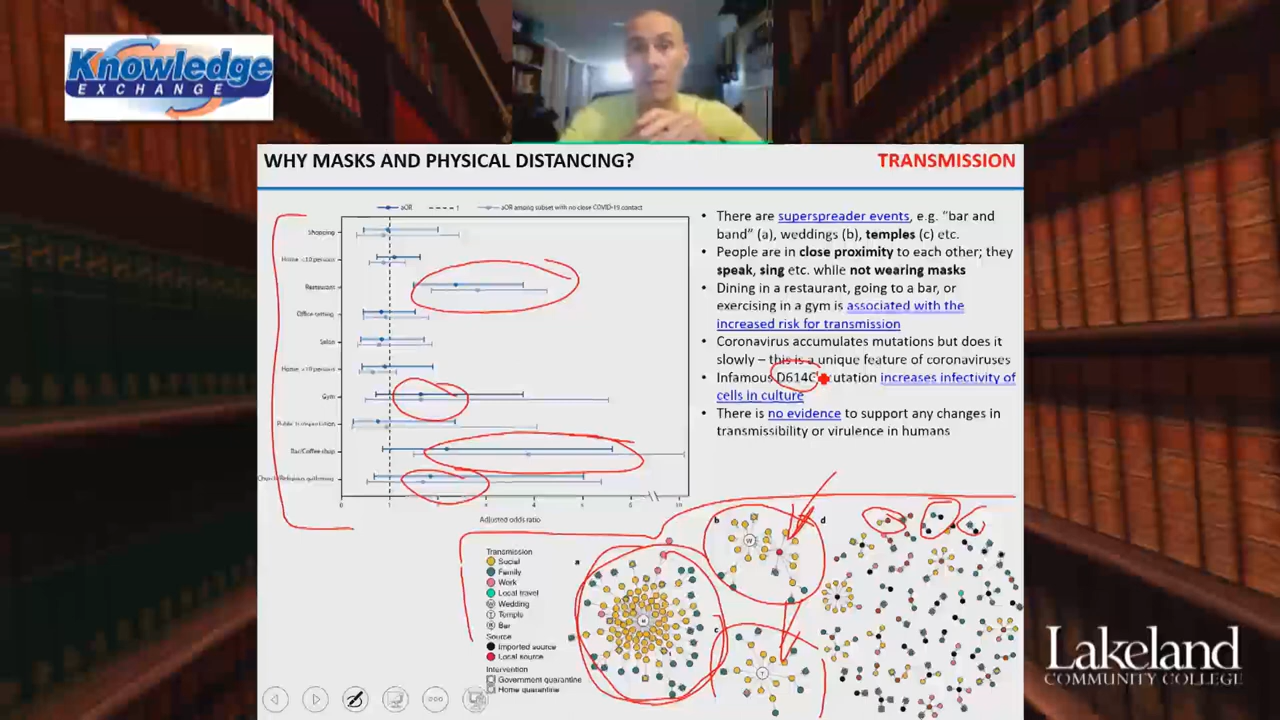 Knowledge
EXCHANGE
WHY MASKS AND PHYSICAL DISTANCING?
TRANSMISSION
aOR
1
aOR among subset with no close COVID-19 contact
Shopping
Home, <10 persons
Restaurant
Office setting
Salon
Home, >10 persons
Gym
Public transportation
Bar/Coffee shop
Church/Religious gathering
0
2
4
6
10
Adjusted odds ratio
• There are superspreader events, e.g. "bar and
band" (a), weddings (b), temples (c) etc.
• People are in close proximity to each other; they
speak, sing etc. while not wearing masks
• Dining in a restaurant, going to a bar, or
exercising in a gym is associated with the
increased risk for transmission
• Coronavirus accumulates mutations but does it
slowly – this is a unique feature of coronaviruses
• Infamous D614G mutation increases infectivity of
cells in culture
• There is no evidence to support any changes in
transmissibility or virulence in humans
Transmission
Social
Family
Work
Local travel
W Wedding
T Temple
B Bar
Source
Imported source
Local source
Intervention
Government quarantine
Home quarantine
a
B
b
W
c
T
d
Lakeland
COMMUNITY COLLEGE